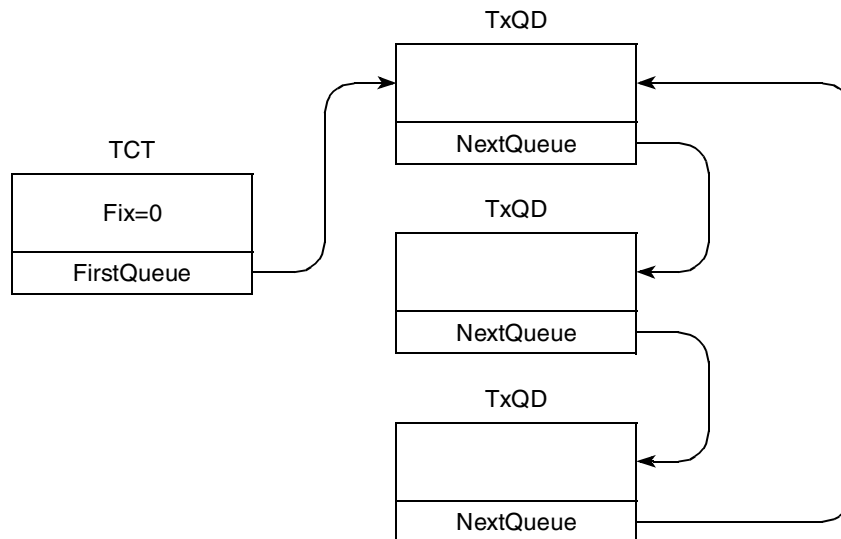 TxQD
NextQueue
TCT
Fix=0
FirstQueue
TxQD
NextQueue
TxQD
NextQueue